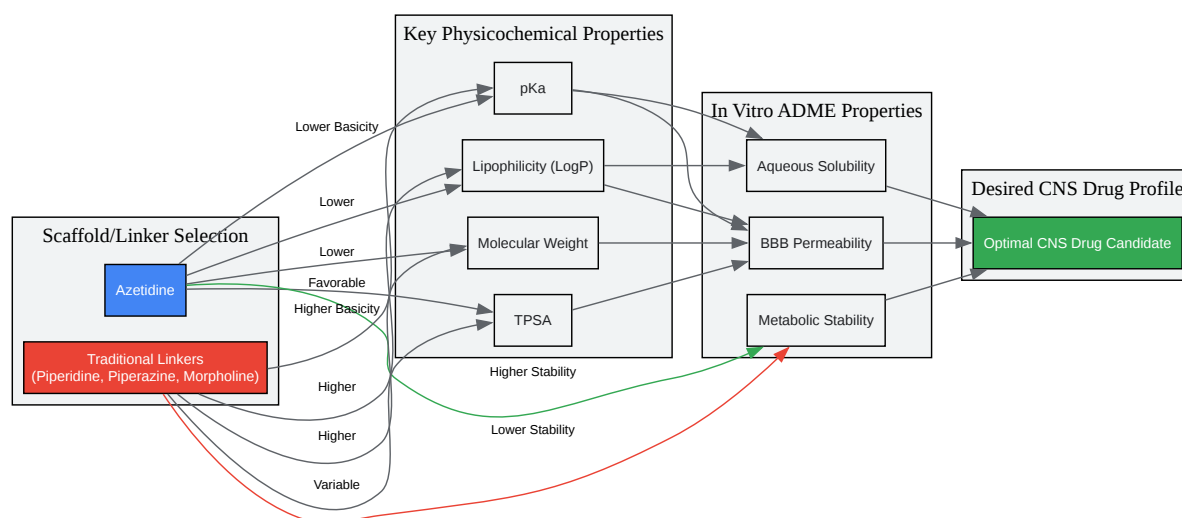 Key Physicochemical Properties
pKa
In Vitro ADME Properties
Lower Basicity
Lipophilicity (LogP)
Aqueous Solubility
Desired CNS Drug Profile
Lower
Scaffold/Linker Selection
Molecular Weight
BBB Permeability
Optimal CNS Drug Candidate
Lower
Azetidine
Favorable
Higher Basicity
TPSA
Metabolic Stability
Traditional Linkers
(Piperidine, Piperazine, Morpholine)
Higher Stability
Higher
Lower Stability
Higher
Variable